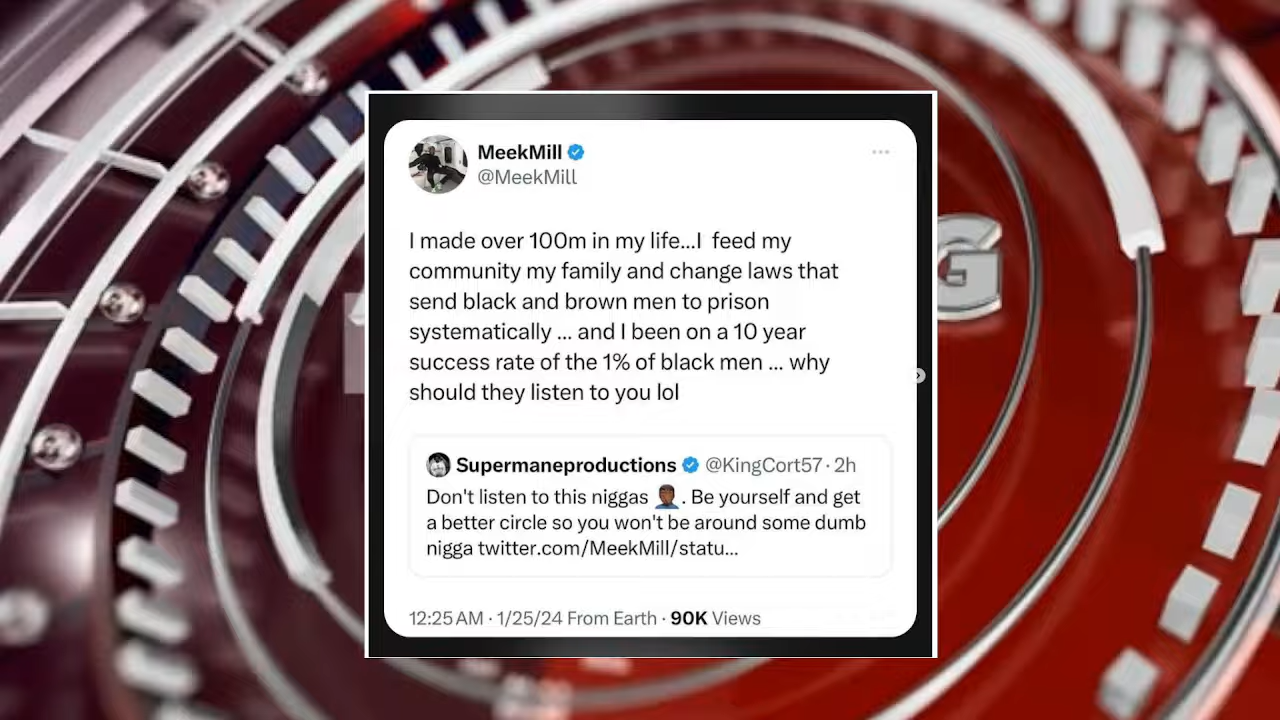 MeekMill
@MeekMill
I made over 100m in my life...I feed my
community my family and change laws that
send black and brown men to prison
systematically ... and I been on a 10 year
success rate of the 1% of black men ... why
should they listen to you lol
Supermaneproductions @KingCort57 · 2h
Don't listen to this niggas 🤦🏾‍♂️. Be yourself and get
a better circle so you won't be around some dumb
nigga twitter.com/MeekMill/statu...
12:25 AM · 1/25/24 From Earth · 90K Views
G